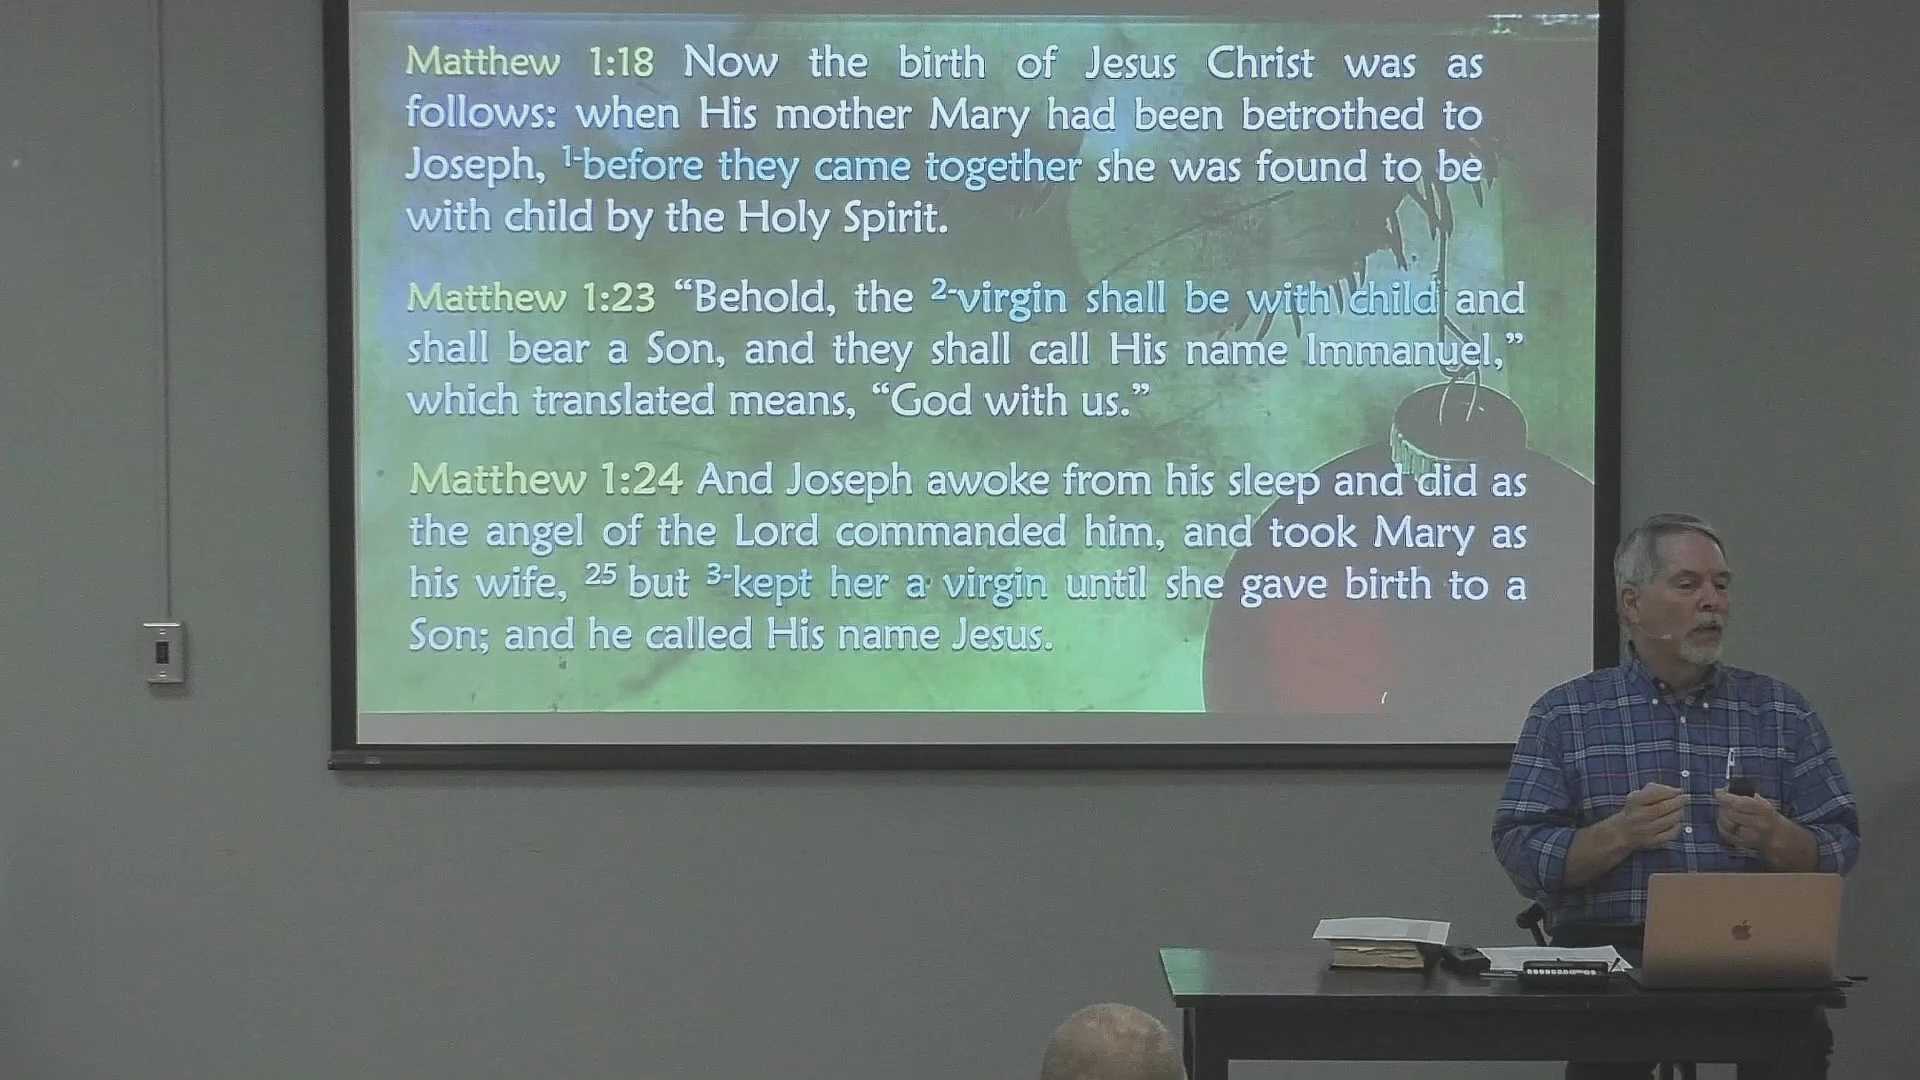 Matthew 1:18 Now the birth of Jesus Christ was as
follows: when His mother Mary had been betrothed to
Joseph, 1-before they came together she was found to be
with child by the Holy Spirit.
Matthew 1:23 “Behold, the 2-virgin shall be with child and
shall bear a Son, and they shall call His name Immanuel,”
which translated means, “God with us.”
Matthew 1:24 And Joseph awoke from his sleep and did as
the angel of the Lord commanded him, and took Mary as
his wife, 25 but 3-kept her a virgin until she gave birth to a
Son; and he called His name Jesus.